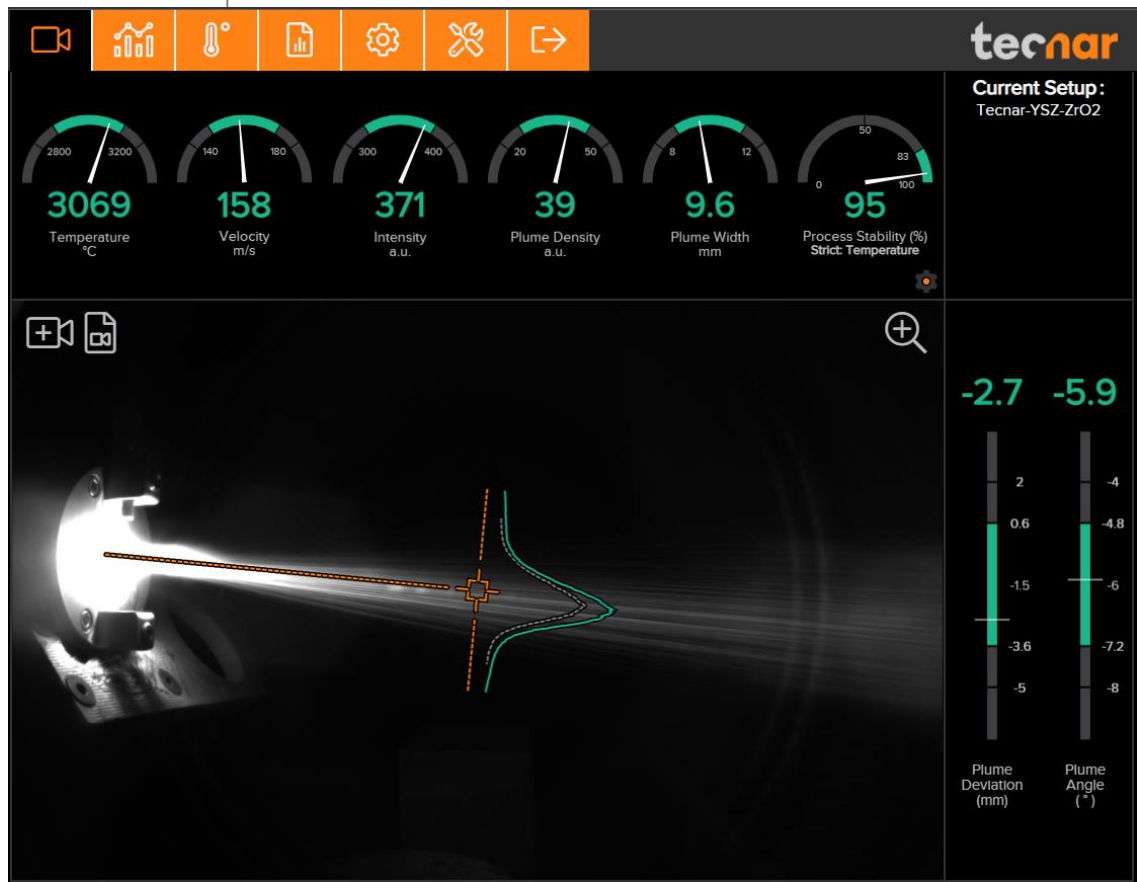 tecnar
Current Setup:
Tecnar-YSZ-ZrO2
2800 3200
3069
Temperature
°C
140 180
158
Velocity
m/s
300 400
371
Intensity
a.u.
20 50
39
Plume Density
a.u.
8 12
9.6
Plume Width
mm
0 50 83 100
95
Process Stability (%)
Strict: Temperature
-2.7
2
0.6
-1.5
-3.6
-5
Plume
Deviation
(mm)
-5.9
-4
-4.8
-6
-7.2
-8
Plume
Angle
(°)